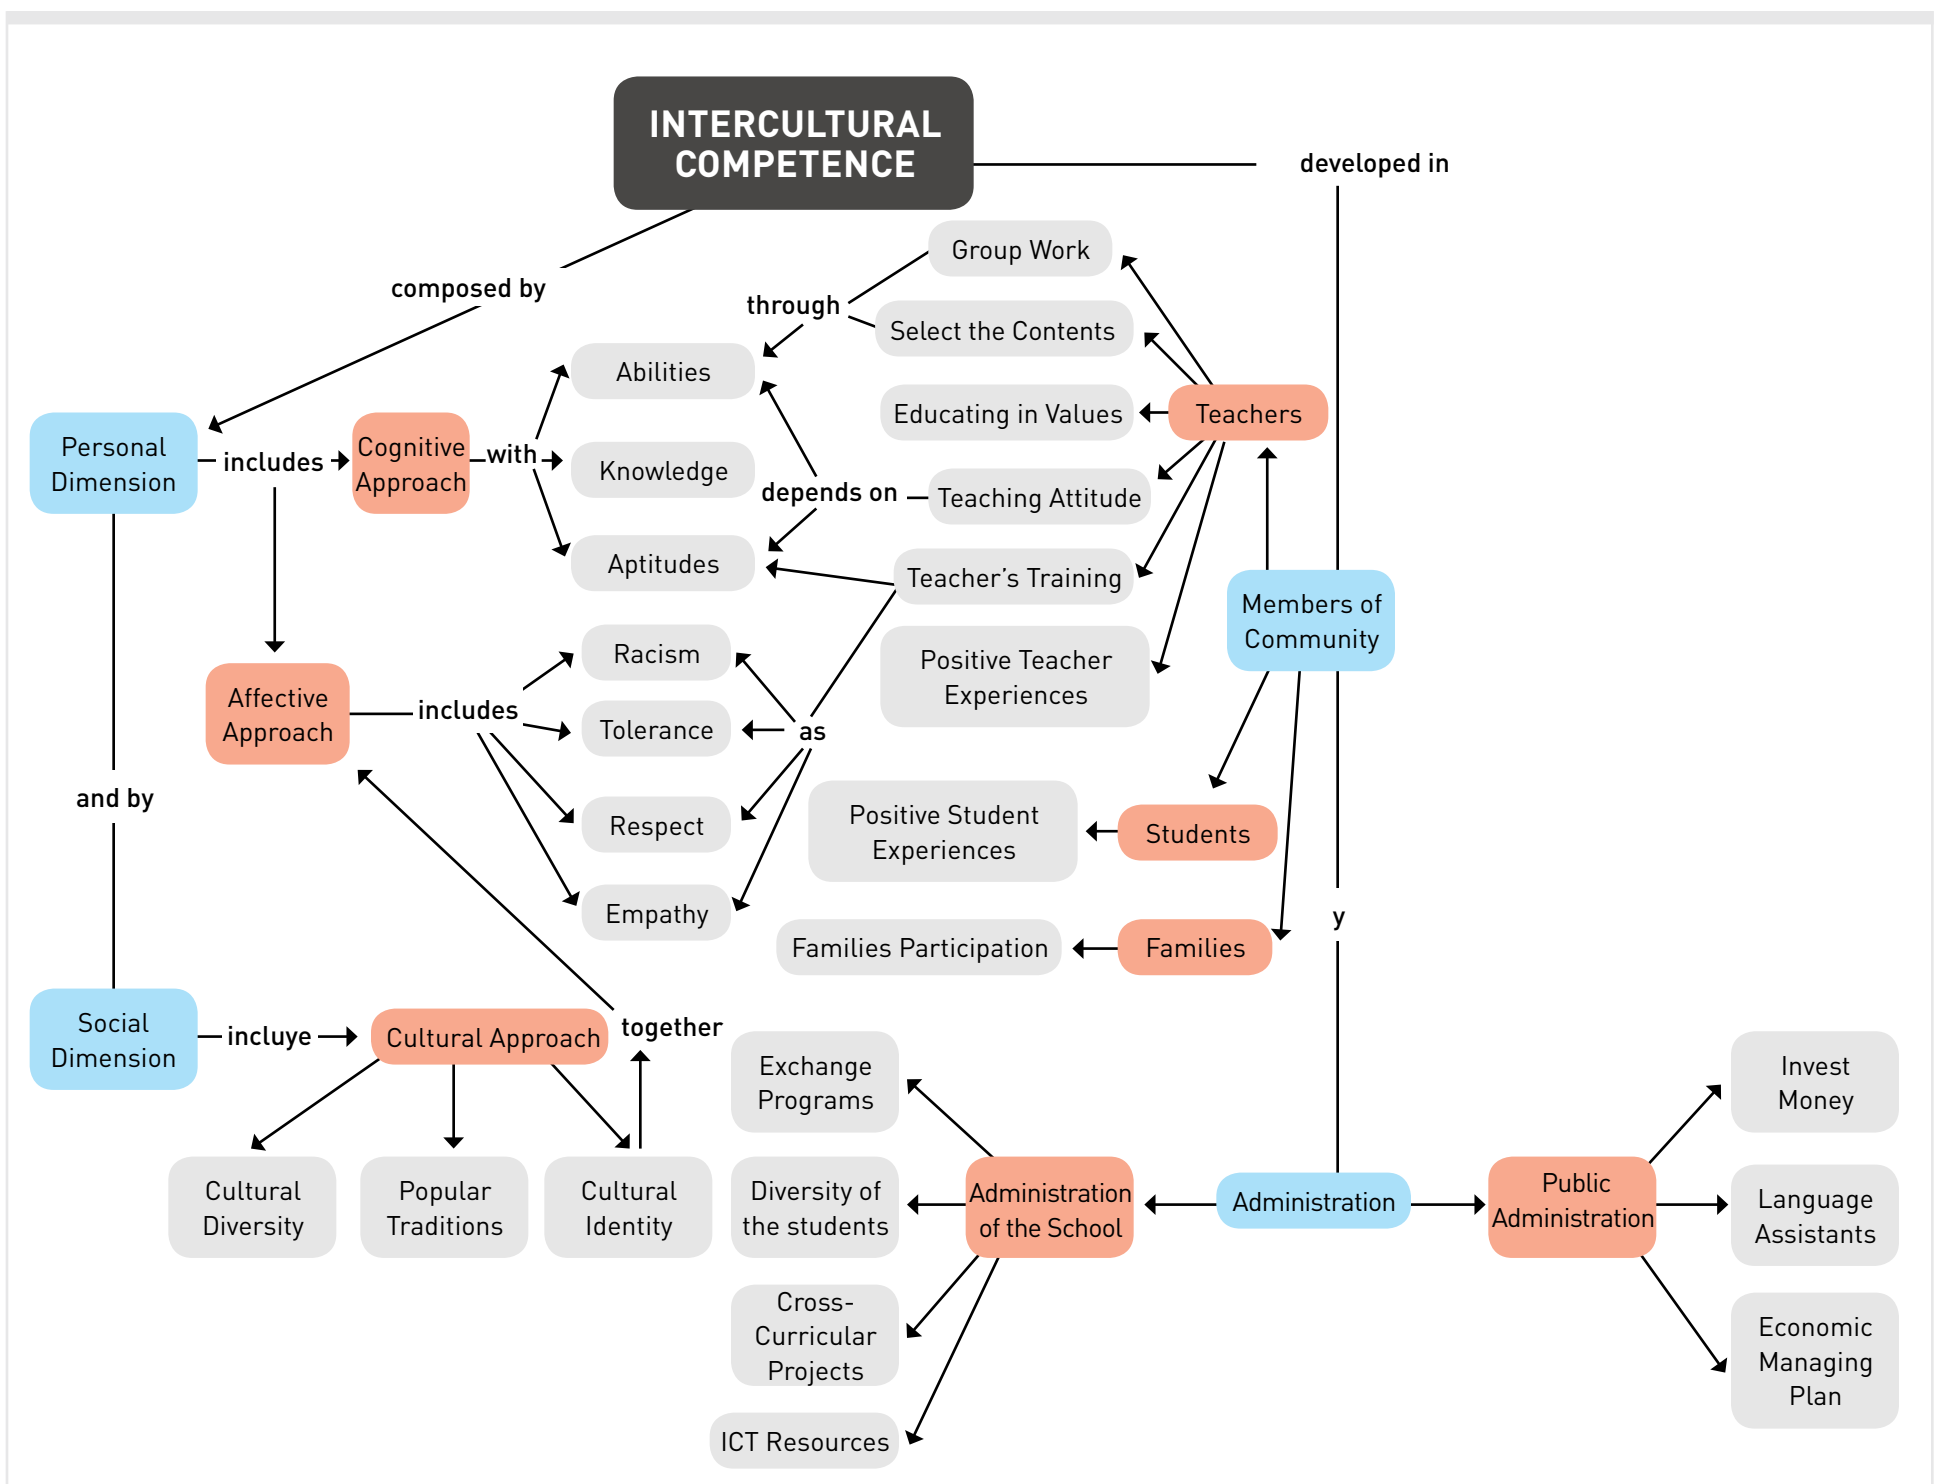 INTERCULTURAL
COMPETENCE
developed in
composed by
Group Work
through
Select the Contents
Abilities
Educating in Values
Teachers
Personal
Dimension
includes
Cognitive
Approach
with
Knowledge
depends on
Teaching Attitude
Aptitudes
Teacher’s Training
Members of
Community
Racism
Positive Teacher
Experiences
Affective
Approach
includes
Tolerance
as
and by
Respect
Positive Student
Experiences
Students
Empathy
y
Families Participation
Families
Social
Dimension
incluye
Cultural Approach
together
Exchange
Programs
Invest
Money
Cultural
Diversity
Popular
Traditions
Cultural
Identity
Diversity of
the students
Administration
of the School
Administration
Public
Administration
Language
Assistants
Cross-
Curricular
Projects
Economic
Managing
Plan
ICT Resources